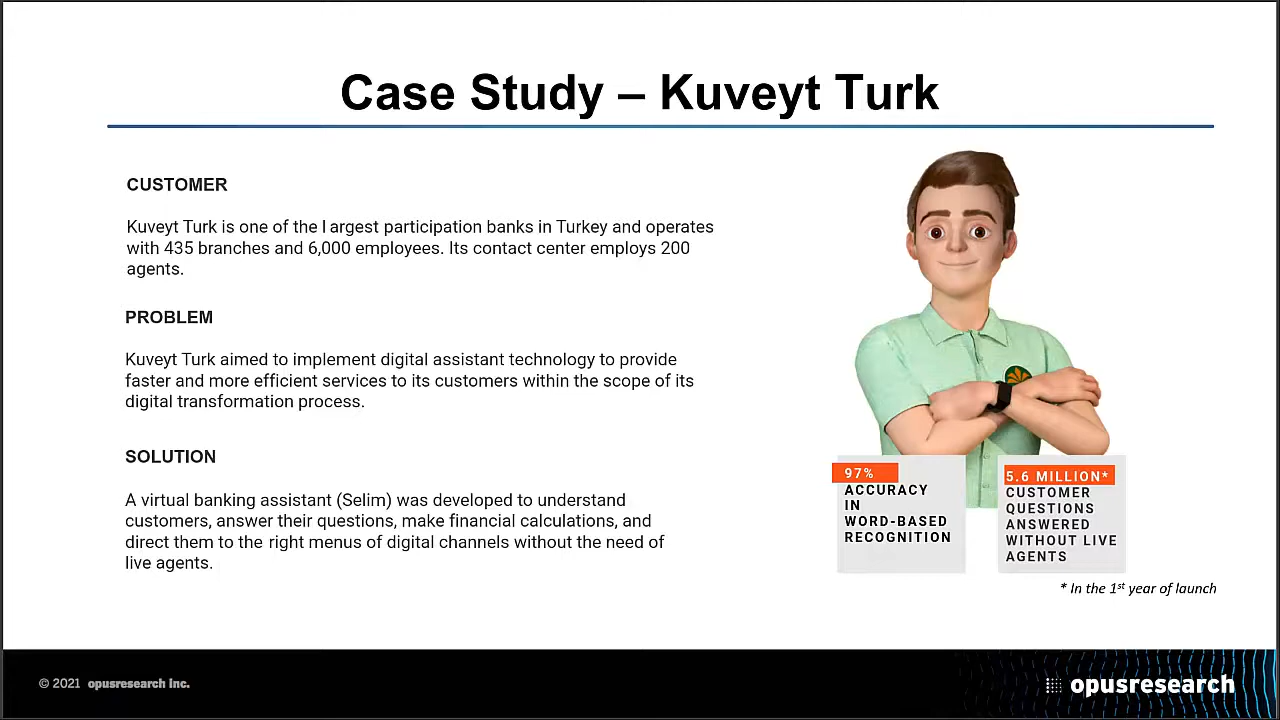 Case Study – Kuveyt Turk
CUSTOMER
Kuveyt Turk is one of the l argest participation banks in Turkey and operates
with 435 branches and 6,000 employees. Its contact center employs 200
agents.
PROBLEM
Kuveyt Turk aimed to implement digital assistant technology to provide
faster and more efficient services to its customers within the scope of its
digital transformation process.
SOLUTION
A virtual banking assistant (Selim) was developed to understand
customers, answer their questions, make financial calculations, and
direct them to the right menus of digital channels without the need of
live agents.
97%
ACCURACY
IN
WORD-BASED
RECOGNITION
5.6 MILLION*
CUSTOMER
QUESTIONS
ANSWERED
WITHOUT LIVE
AGENTS
* In the 1st year of launch
© 2021 opusresearch Inc.
opusresearch